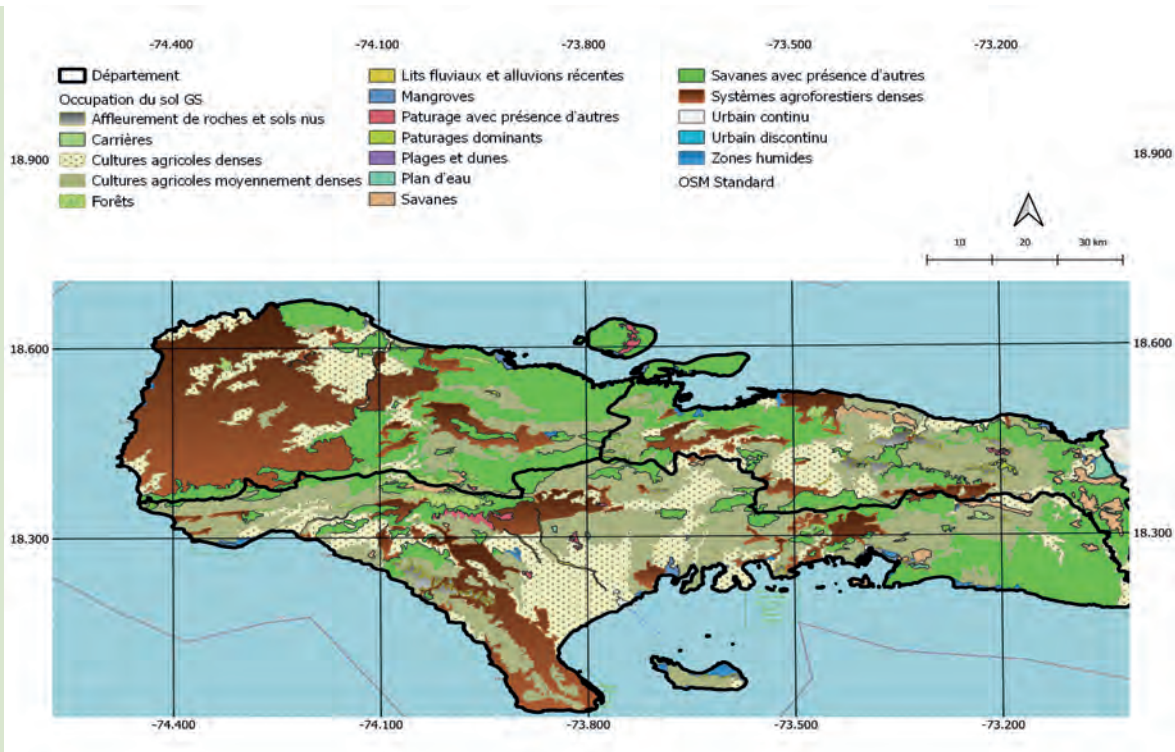 -74.400 -74.100 -73.800 -73.500 -73.200
Département
Occupation du sol GS
Affleurement de roches et sols nus
Carrières
Cultures agricoles denses
Cultures agricoles moyennement denses
Forêts
Lits fluviaux et alluvions récentes
Mangroves
Paturage avec présence d'autres
Paturages dominants
Plages et dunes
Plan d'eau
Savanes
Savanes avec présence d'autres
Systèmes agroforestiers denses
Urbain continu
Urbain discontinu
Zones humides
OSM Standard
18.900 18.900
10 20 30 km
18.600 18.600
18.300 18.300
-74.400 -74.100 -73.800 -73.500 -73.200